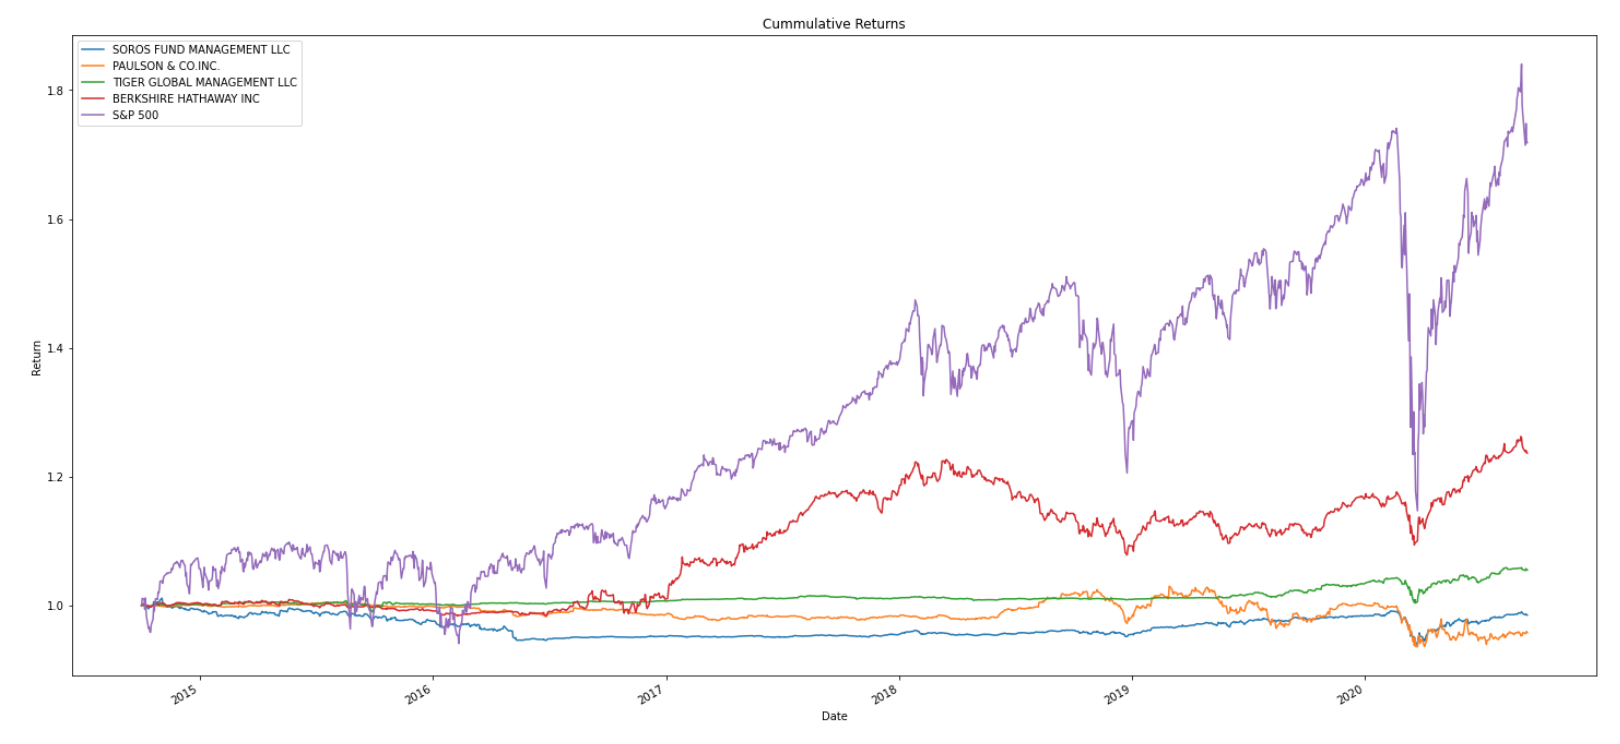 Cummulative Returns
SOROS FUND MANAGEMENT LLC
PAULSON & CO.INC.
TIGER GLOBAL MANAGEMENT LLC
BERKSHIRE HATHAWAY INC
S&P 500
1.8
1.6
1.4
1.2
1.0
Return
2015
2016
2017
2018
2019
2020
Date